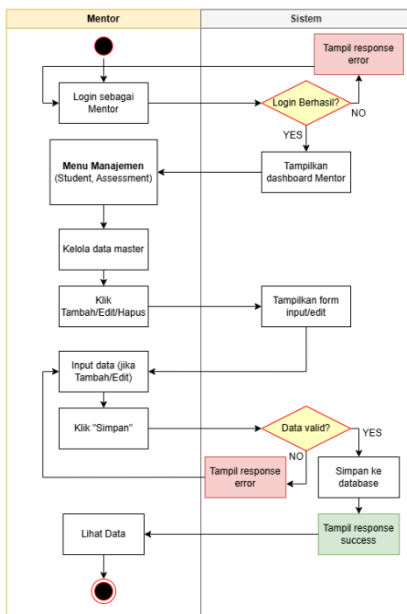 Mentor
Sistem
Tampil response
error
Login sebagai
Mentor
Login Berhasil?
NO
YES
Menu Manajemen
(Student, Assessment)
Tampilkan
dashboard Mentor
Kelola data master
Klik
Tambah/Edit/Hapus
Tampilkan form
input/edit
Input data (jika
Tambah/Edit)
Klik "Simpan"
Data valid?
YES
NO
Tampil response
error
Simpan ke
database
Lihat Data
Tampil response
success